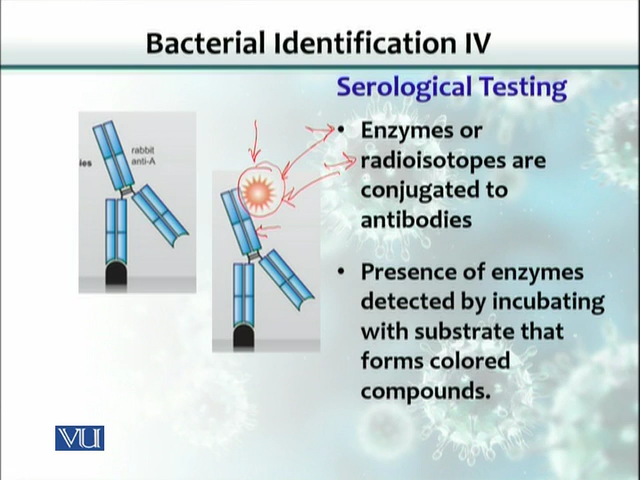 Bacterial Identification IV
Serological Testing
• Enzymes or
radioisotopes are
conjugated to
antibodies
• Presence of enzymes
detected by incubating
with substrate that
forms colored
compounds.
ies
rabbit
anti-A
VU